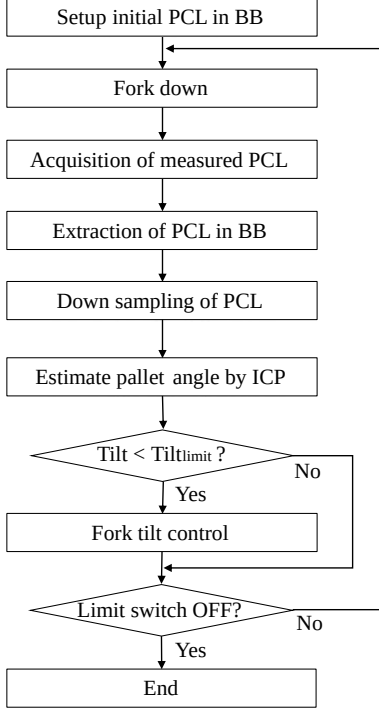 Setup initial PCL in BB
Fork down
Acquisition of measured PCL
Extraction of PCL in BB
Down sampling of PCL
Estimate pallet angle by ICP
Tilt < Tiltlimit ?
No
Yes
Fork tilt control
Limit switch OFF?
No
Yes
End